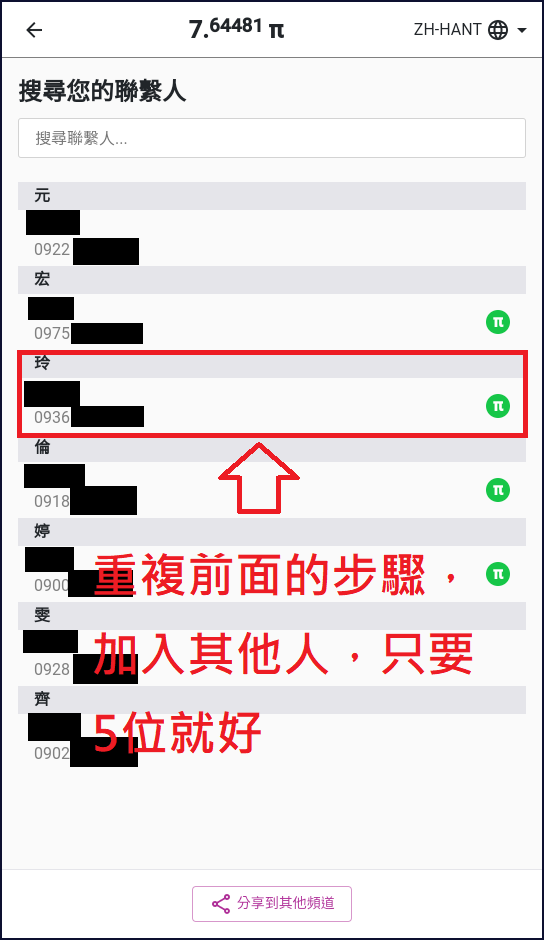 7.64481 π
ZH-HANT
搜尋您的聯繫人
搜尋聯繫人...
元
0922
宏
0975
π
玲
0936
π
倫
0918
π
婷
0900
π
重複前面的步驟，
雯
加入其他人，只要
0928
齊
5位就好
0902
分享到其他頻道